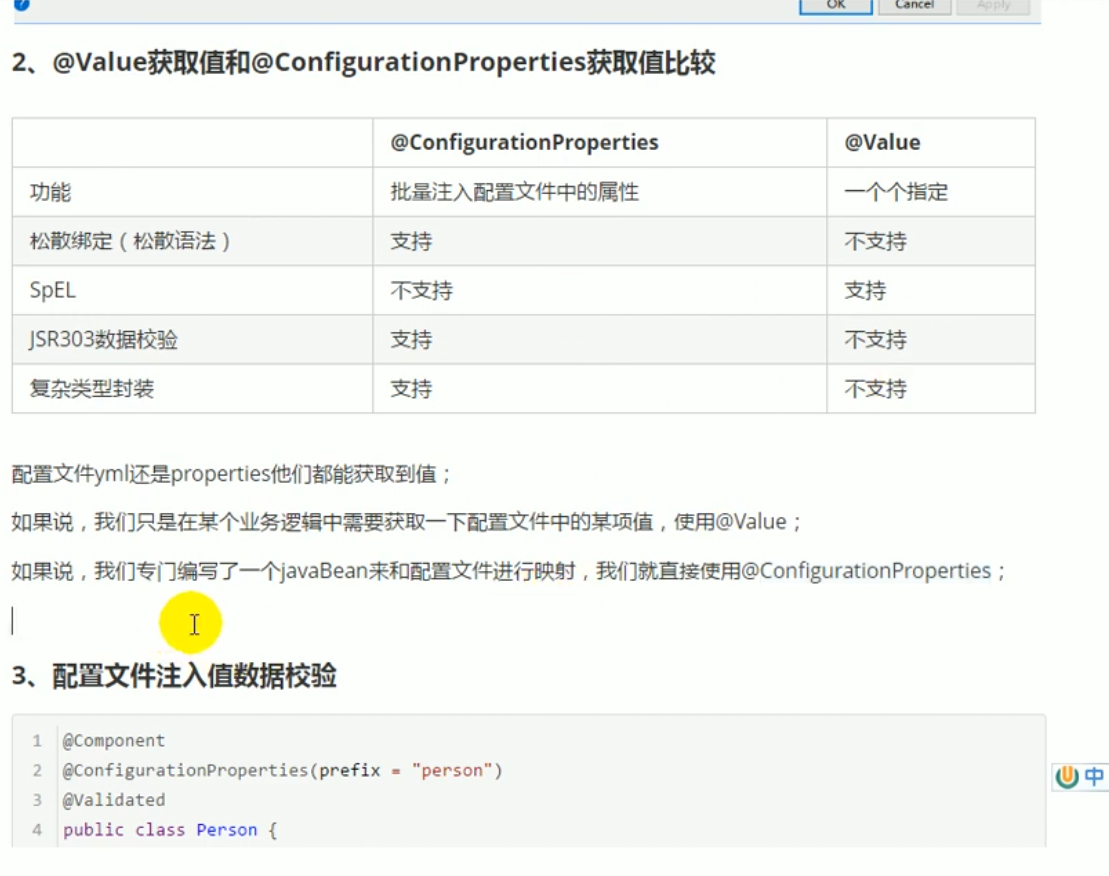 OK Cancel Apply
2、@Value获取值和@ConfigurationProperties获取值比较
@ConfigurationProperties @Value
功能 批量注入配置文件中的属性 一个个指定
松散绑定（松散语法） 支持 不支持
SpEL 不支持 支持
JSR303数据校验 支持 不支持
复杂类型封装 支持 不支持
配置文件yml还是properties他们都能获取到值；
如果说，我们只是在某个业务逻辑中需要获取一下配置文件中的某项值，使用@Value；
如果说，我们专门编写了一个javaBean来和配置文件进行映射，我们就直接使用@ConfigurationProperties；
3、配置文件注入值数据校验
1 @Component
2 @ConfigurationProperties(prefix = "person")
3 @Validated
4 public class Person {
中